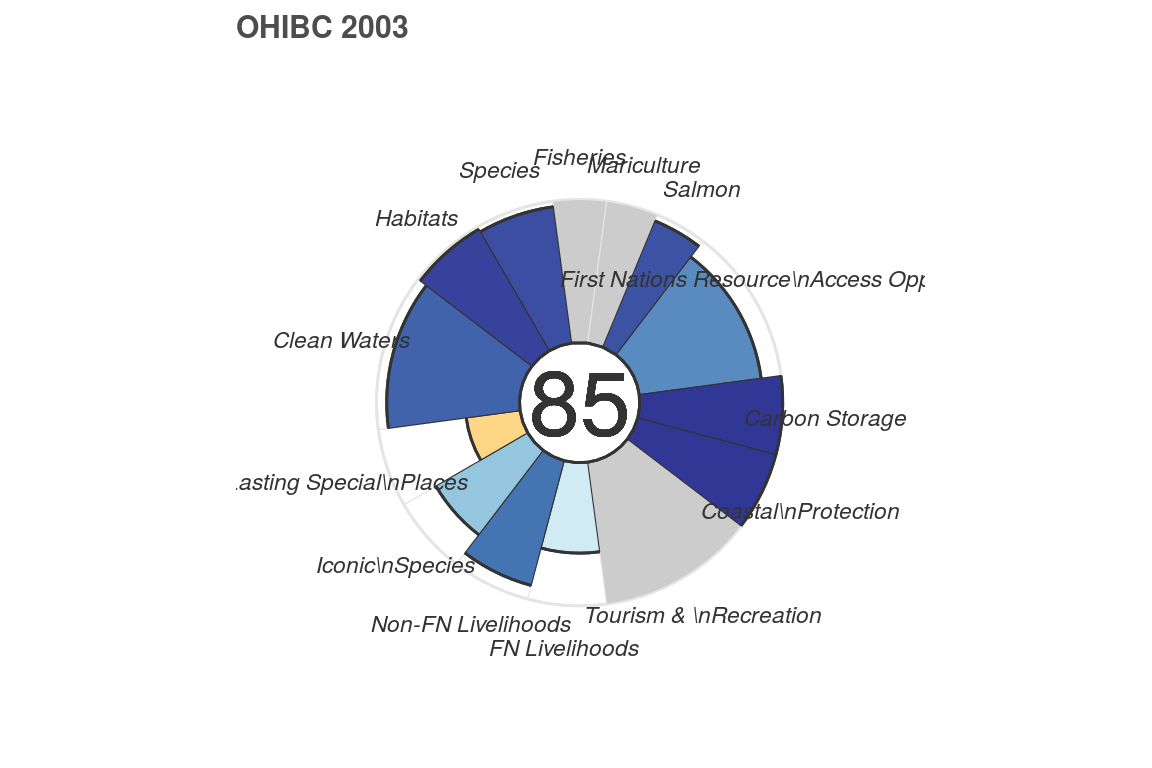 OHIBC 2003
Fisheries
Mariculture
Species
Salmon
Habitats
First Nations Resource\nAccess Opp
Clean Waters
85
Carbon Storage
asting Special\nPlaces
Coastal\nProtection
Iconic\nSpecies
Tourism & \nRecreation
Non-FN Livelihoods
FN Livelihoods